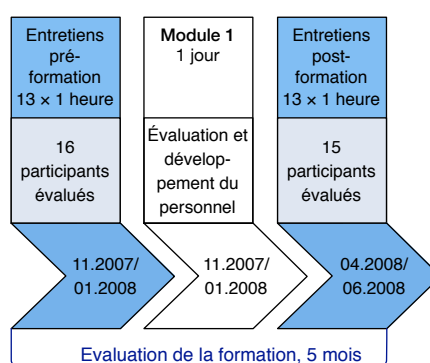 Entretiens
pré-
formation
13 × 1 heure
16
participants
évalués
11.2007/
01.2008
Module 1
1 jour
Évaluation et
dévelop-
pement du
personnel
11.2007/
01.2008
Entretiens
post-
formation
13 × 1 heure
15
participants
évalués
04.2008/
06.2008
Evaluation de la formation, 5 mois